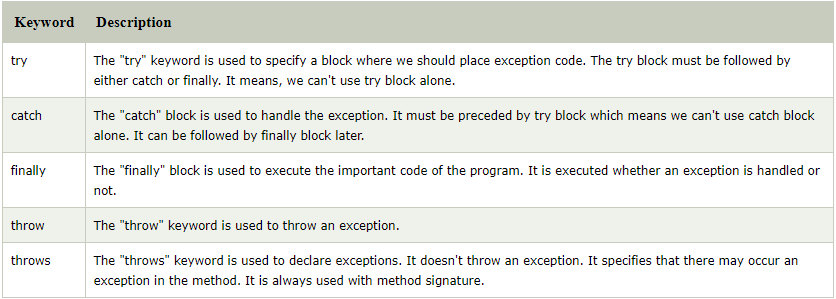 Keyword Description
try The "try" keyword is used to specify a block where we should place exception code. The try block must be followed by
either catch or finally. It means, we can't use try block alone.
catch The "catch" block is used to handle the exception. It must be preceded by try block which means we can't use catch block
alone. It can be followed by finally block later.
finally The "finally" block is used to execute the important code of the program. It is executed whether an exception is handled or
not.
throw The "throw" keyword is used to throw an exception.
throws The "throws" keyword is used to declare exceptions. It doesn't throw an exception. It specifies that there may occur an
exception in the method. It is always used with method signature.